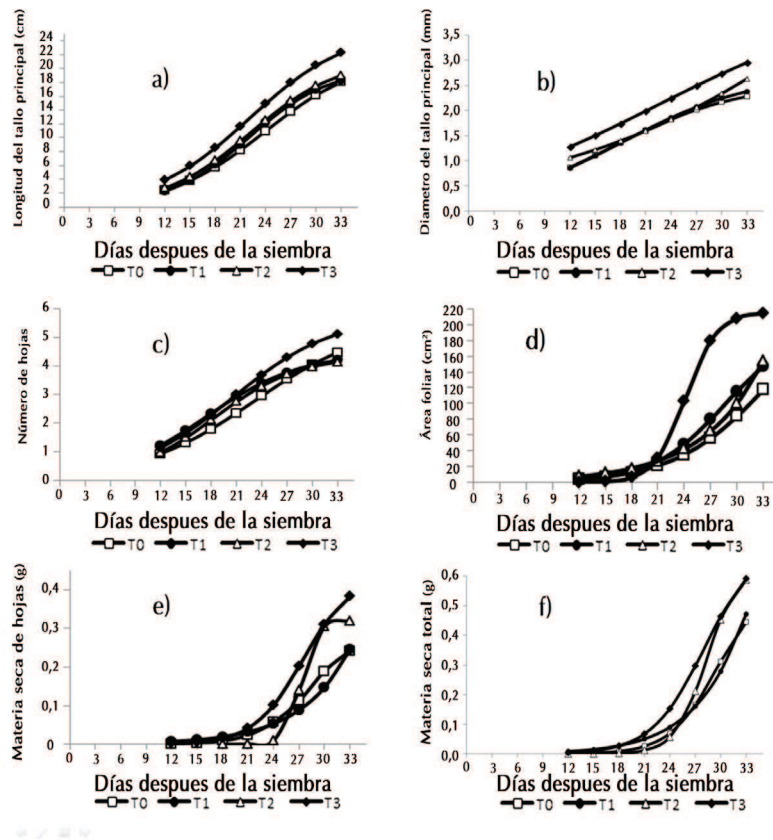 a)
Longitud del tallo principal (cm)
24
22
20
18
16
14
12
10
8
6
4
2
0
0 3 6 9 12 15 18 21 24 27 30 33
Días despues de la siembra
T0 T1 T2 T3
b)
Diametro del tallo principal (mm)
3,5
3,0
2,5
2,0
1,5
1,0
0,5
0,0
0 3 6 9 12 15 18 21 24 27 30 33
Días despues de la siembra
T0 T1 T2 T3
c)
Número de hojas
6
5
4
3
2
1
0
0 3 6 9 12 15 18 21 24 27 30 33
Días despues de la siembra
T0 T1 T2 T3
d)
Área foliar (cm²)
220
200
180
160
140
120
100
80
60
40
20
0
0 3 6 9 12 15 18 21 24 27 30 33
Días despues de la siembra
T0 T1 T2 T3
e)
Materia seca de hojas (g)
0,4
0,3
0,2
0,1
0
0 3 6 9 12 15 18 21 24 27 30 33
Días despues de la siembra
T0 T1 T2 T3
f)
Materia seca total (g)
0,6
0,5
0,4
0,3
0,2
0,1
0,0
0 3 6 9 12 15 18 21 24 27 30 33
Días despues de la siembra
T0 T1 T2 T3